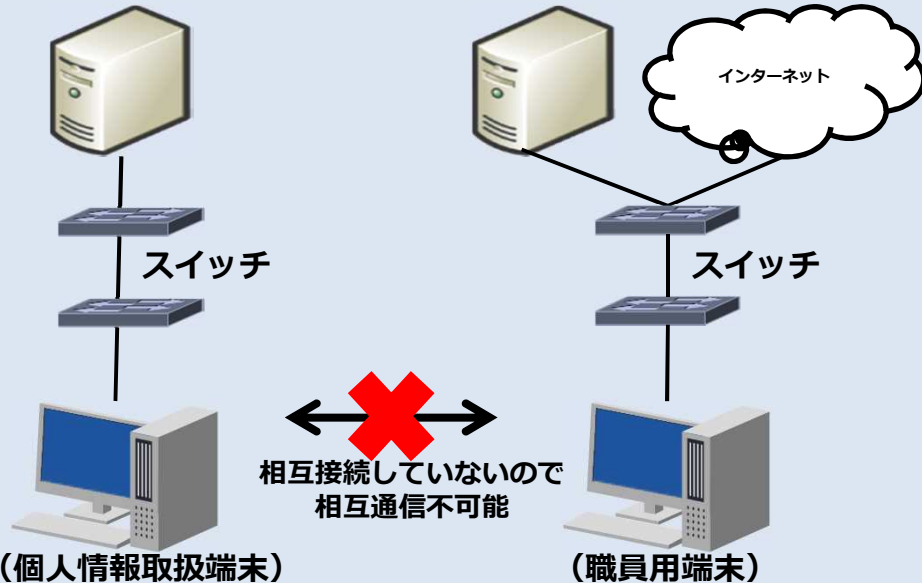 インターネット
スイッチ
スイッチ
相互接続していないので
相互通信不可能
（個人情報取扱端末）
（職員用端末）